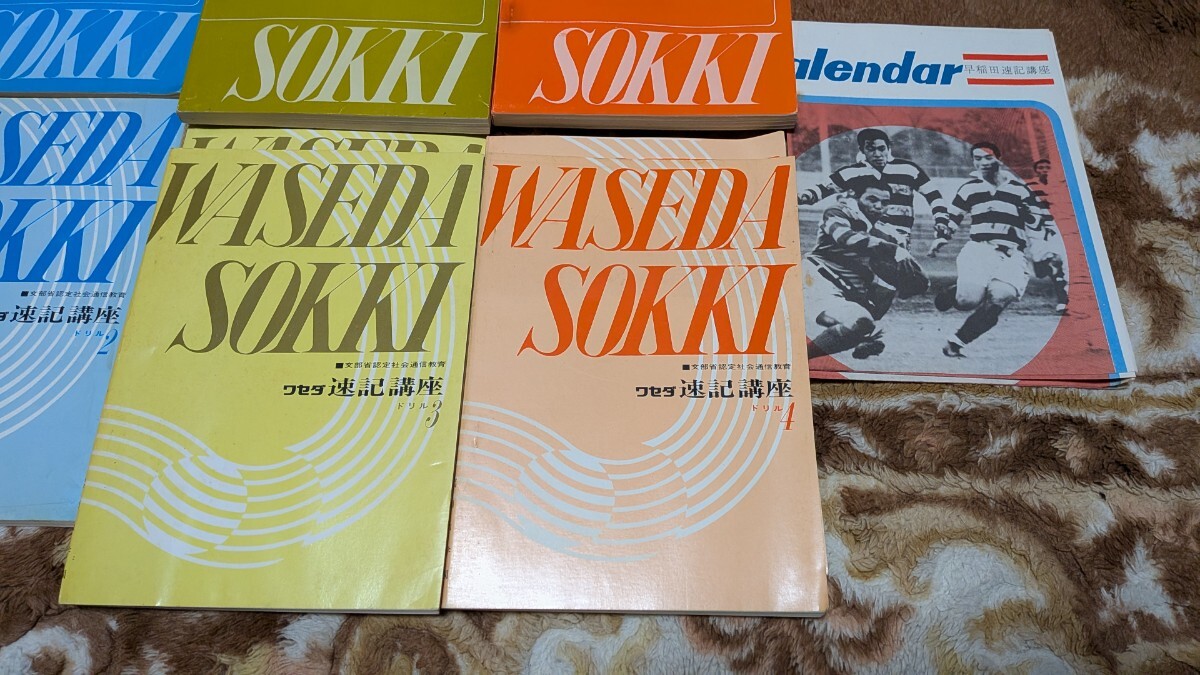 SOKKI
SOKKI
SOKKI
alendar
早稲田速記講座
WASEDA
ASEDA
OKKI
■文部省認定社会通信教育
ダ 速記講座
ドリル2
WASEDA
SOKKI
■文部省認定社会通信教育
ワセダ 速記講座
ドリル3
WASEDA
SOKKI
■文部省認定社会通信教育
ワセダ 速記講座
ドリル4